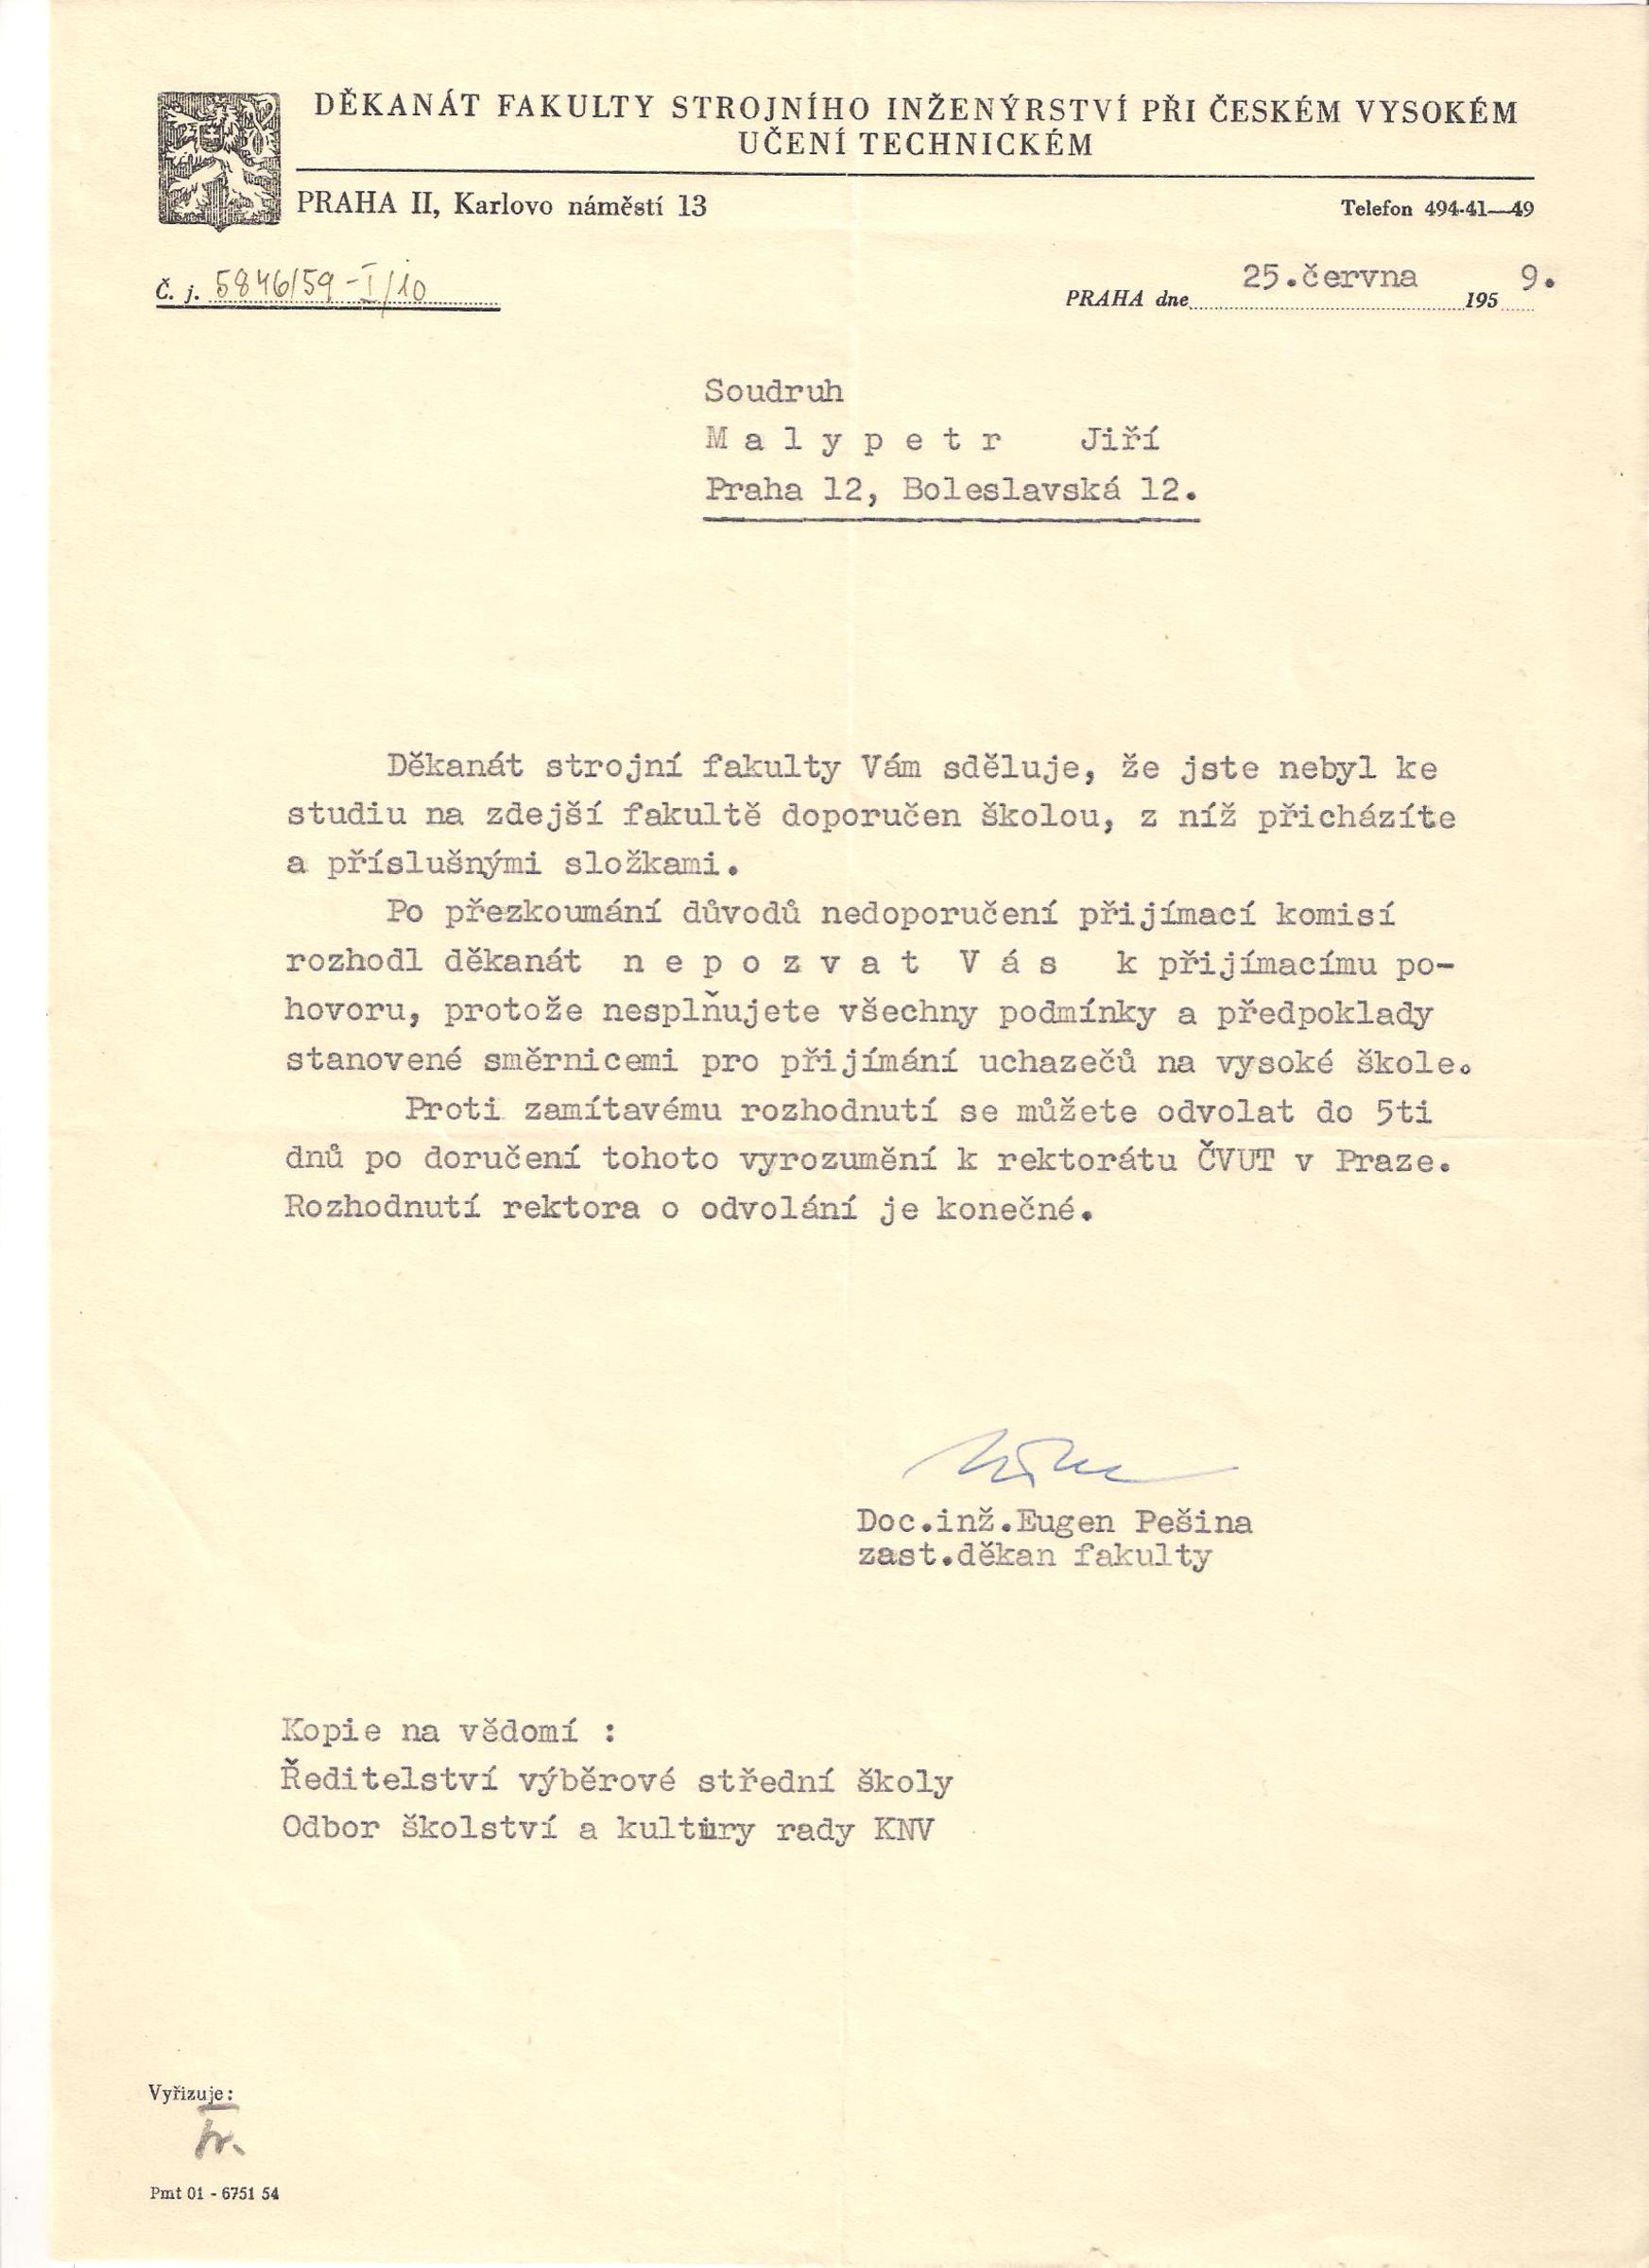 DĚKANÁT FAKULTY STROJNÍHO INŽENÝRSTVÍ PŘI ČESKÉM VYSOKÉM
UČENÍ TECHNICKÉM
PRAHA II, Karlovo náměstí 13 Telefon 494-41—49
Č. j. 5846/59-I/10
PRAHA dne 25.června 1959.
Soudruh
M a l y p e t r Jiří
Praha 12, Boleslavská 12.
Děkanát strojní fakulty Vám sděluje, že jste nebyl ke
studiu na zdejší fakultě doporučen školou, z níž přicházíte
a příslušnými složkami.
Po přezkoumání důvodů nedoporučení přijímací komisí
rozhodl děkanát n e p o z v a t V á s k přijímacímu po-
hovoru, protože nesplňujete všechny podmínky a předpoklady
stanovené směrnicemi pro přijímání uchazečů na vysoké škole.
Proti zamítavému rozhodnutí se můžete odvolat do 5ti
dnů po doručení tohoto vyrozumění k rektorátu ČVUT v Praze.
Rozhodnutí rektora o odvolání je konečné.
Doc.inž.Eugen Pešina
zast.děkan fakulty
Kopie na vědomí :
Ředitelství výběrové střední školy
Odbor školství a kultury rady KNV
Vyřizuje:
Pmt 01 - 6751 54